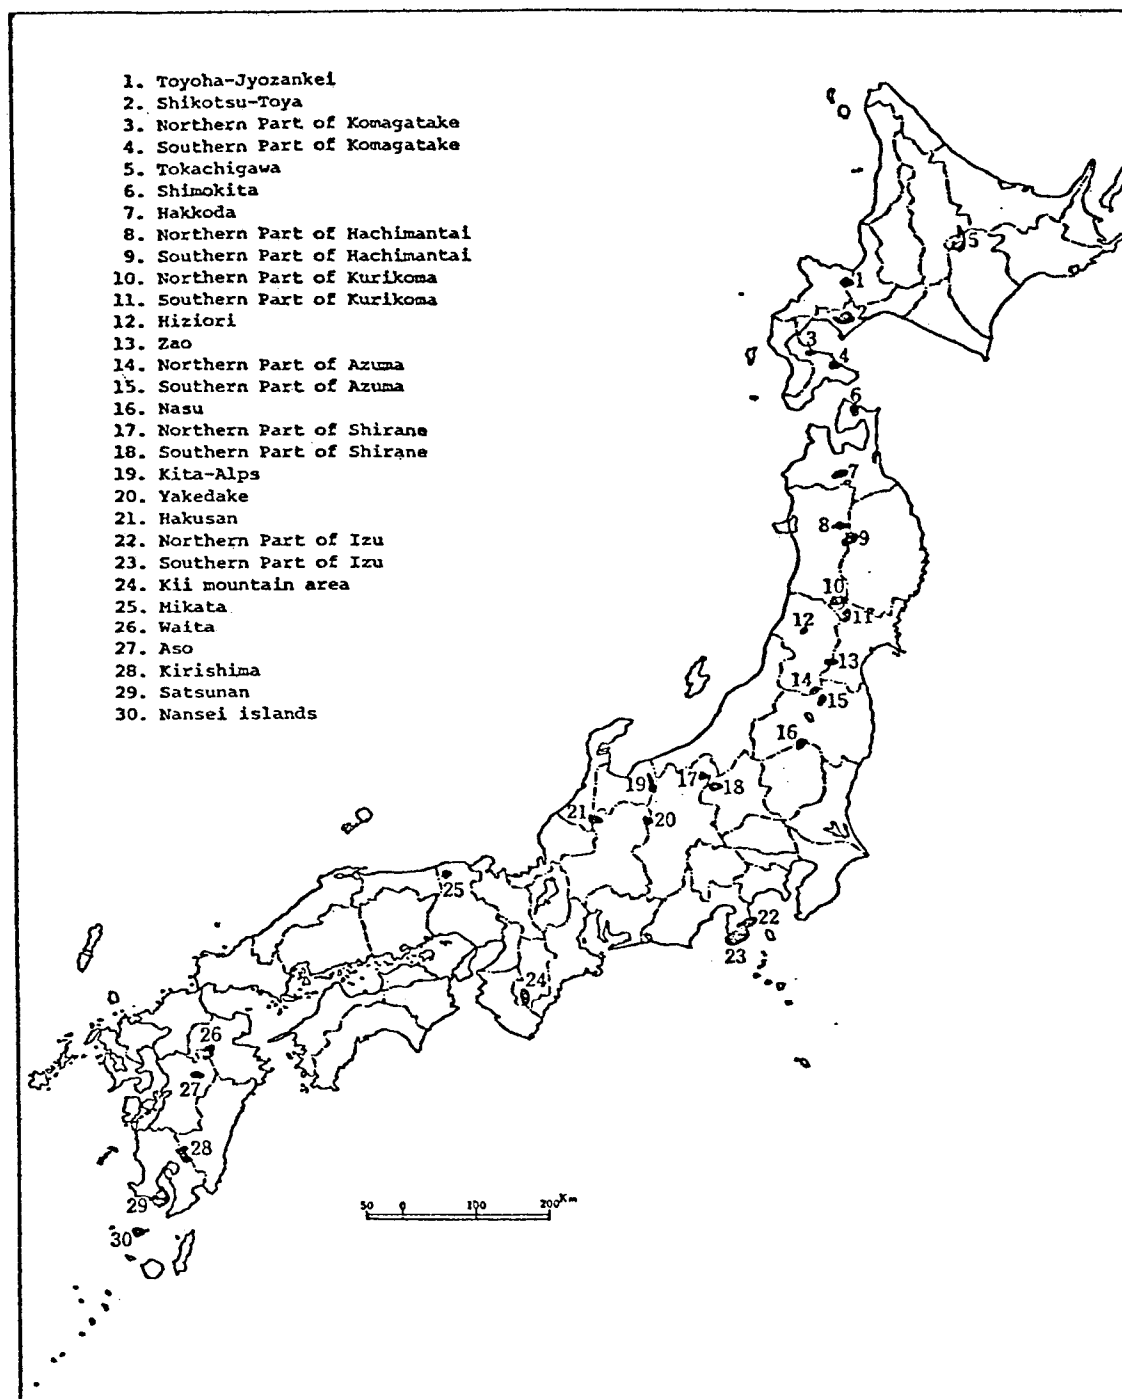 1. Toyoha-Jyozankei
2. Shikotsu-Toya
3. Northern Part of Komagatake
4. Southern Part of Komagatake
5. Tokachigawa
6. Shimokita
7. Hakkoda
8. Northern Part of Hachimantai
9. Southern Part of Hachimantai
10. Northern Part of Kurikoma
11. Southern Part of Kurikoma
12. Hiziori
13. Zao
14. Northern Part of Azuma
15. Southern Part of Azuma
16. Nasu
17. Northern Part of Shirane
18. Southern Part of Shirane
19. Kita-Alps
20. Yakedake
21. Hakusan
22. Northern Part of Izu
23. Southern Part of Izu
24. Kii mountain area
25. Mikata
26. Waita
27. Aso
28. Kirishima
29. Satsunan
30. Nansei islands
5
1
2
3
4
6
7
8
9
10
11
12
13
14
15
16
17
18
19
20
21
25
22
23
24
26
27
28
29
30
50 0 100 200 Km